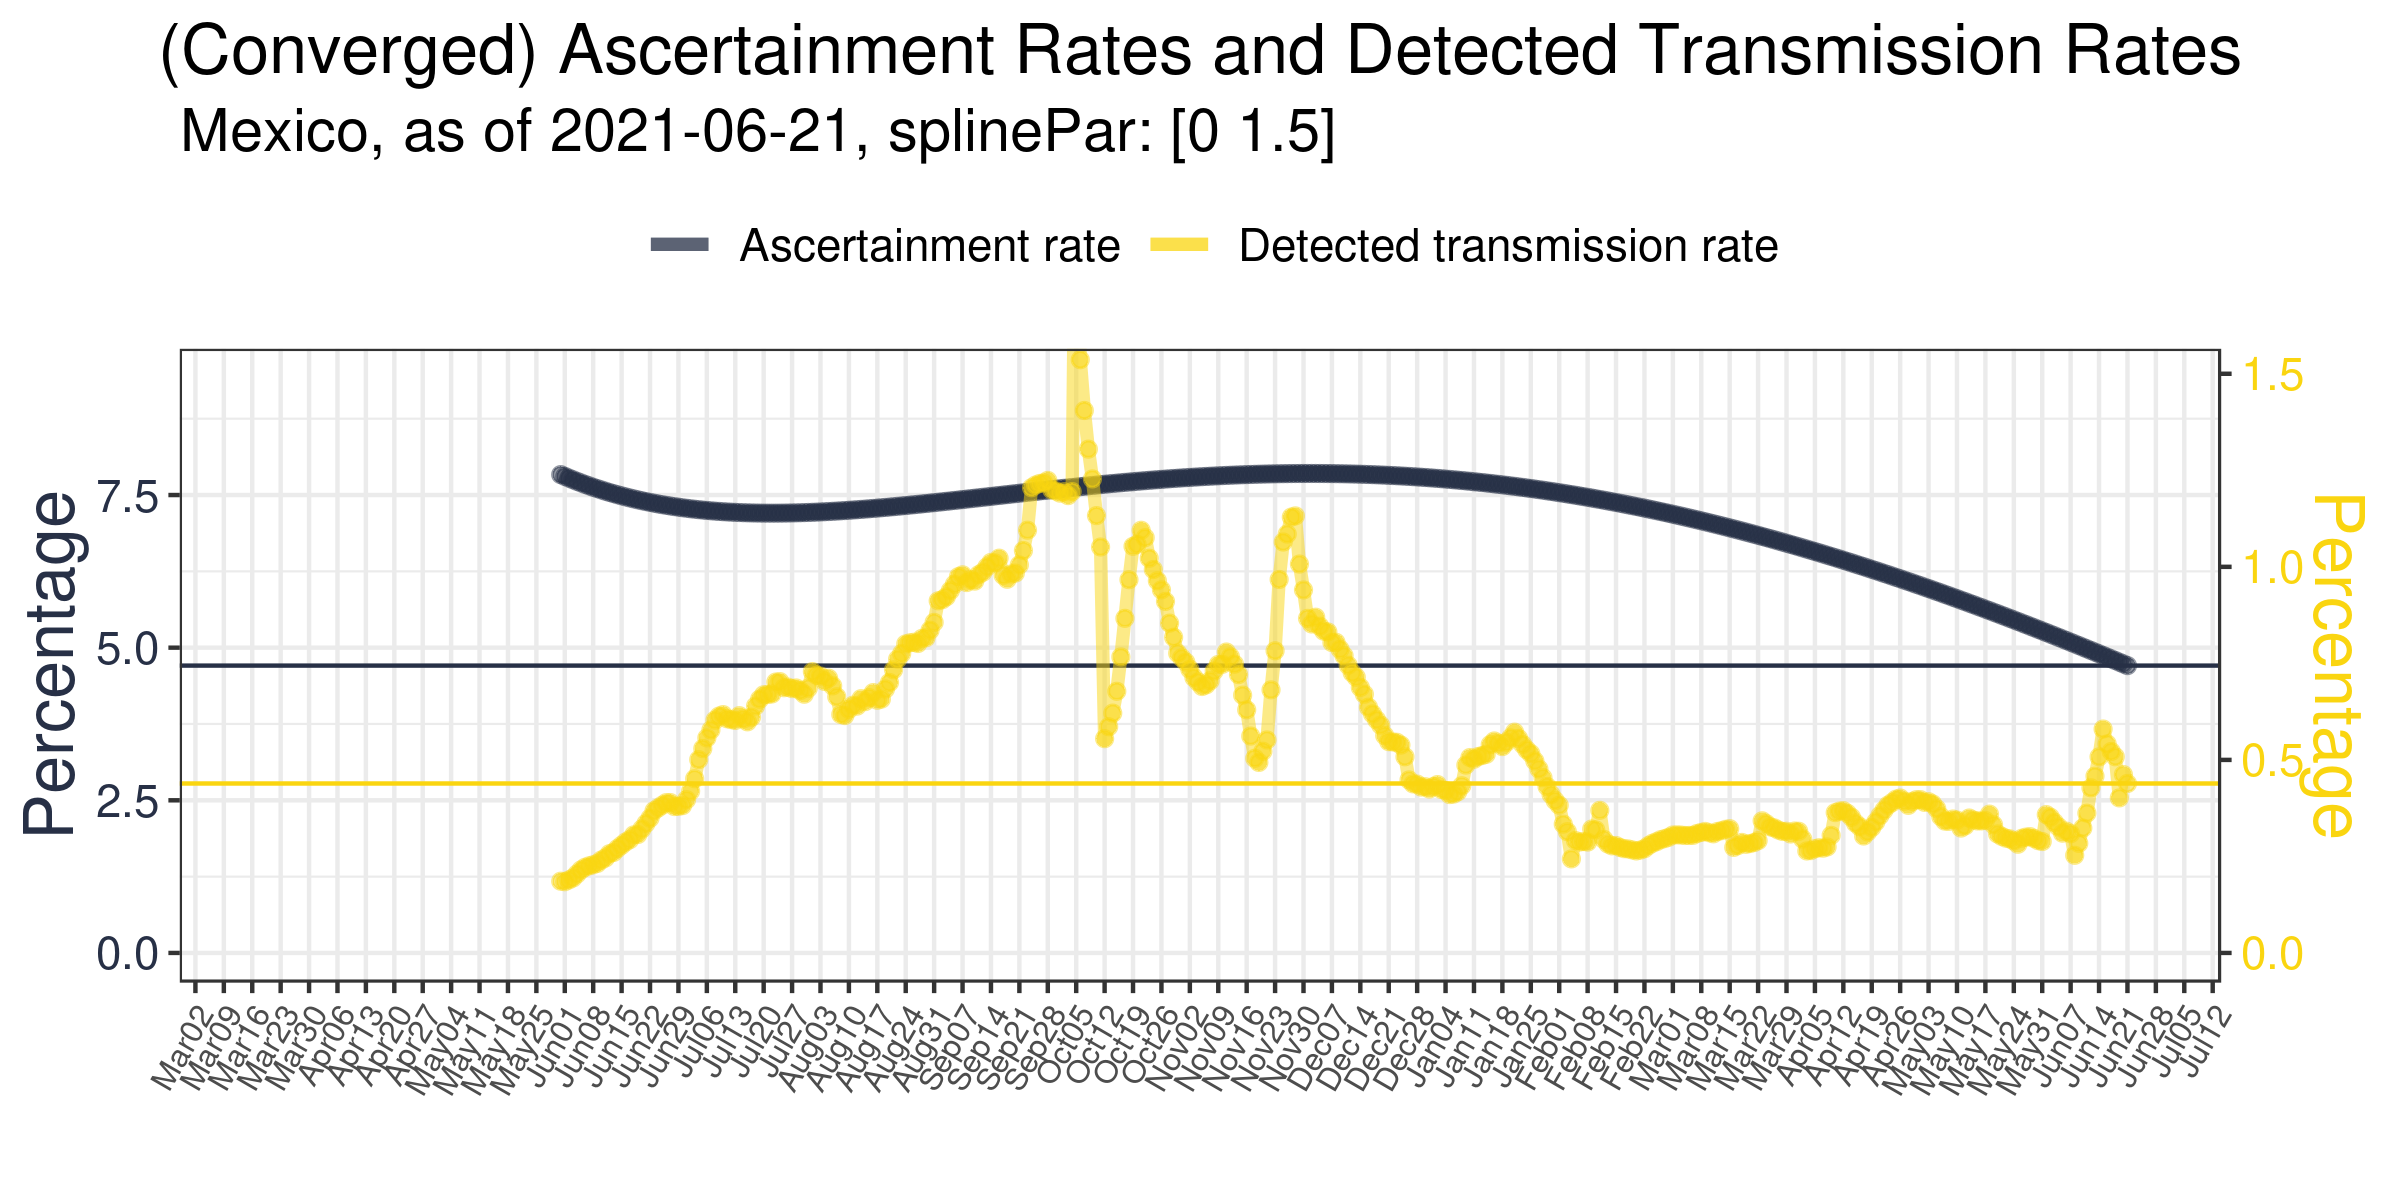 (Converged) Ascertainment Rates and Detected Transmission Rates
Mexico, as of 2021-06-21, splinePar: [0 1.5]
Ascertainment rate
Detected transmission rate
Percentage
7.5
5.0
2.5
0.0
1.5
1.0
0.5
0.0
Percentage
Mar02
Mar09
Mar16
Mar23
Mar30
Apr06
Apr13
Apr20
Apr27
May04
May11
May18
May25
Jun01
Jun08
Jun15
Jun22
Jun29
Jul06
Jul13
Jul20
Jul27
Aug03
Aug10
Aug17
Aug24
Aug31
Sep07
Sep14
Sep21
Sep28
Oct05
Oct12
Oct19
Oct26
Nov02
Nov09
Nov16
Nov23
Nov30
Dec07
Dec14
Dec21
Dec28
Jan04
Jan11
Jan18
Jan25
Feb01
Feb08
Feb15
Feb22
Mar01
Mar08
Mar15
Mar22
Mar29
Apr05
Apr12
Apr19
Apr26
May03
May10
May17
May24
May31
Jun07
Jun14
Jun21
Jun28
Jul05
Jul12